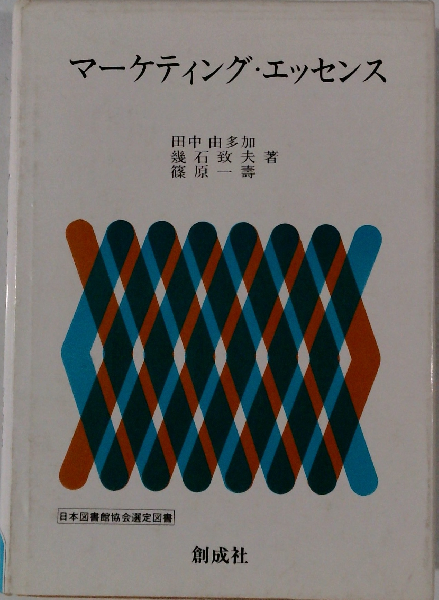 マーケティング・エッセンス
田中 由多加
幾石致夫 著
篠原一壽
日本図書館協会選定図書
創成社